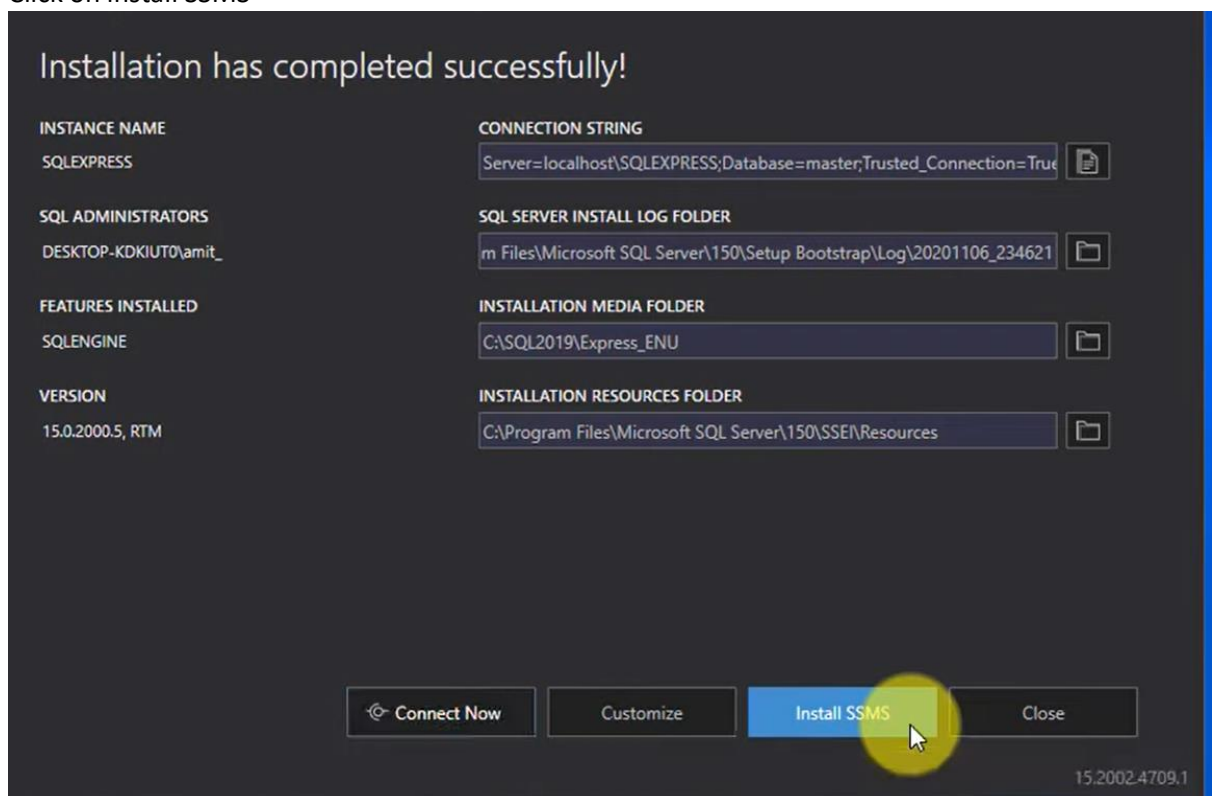 Click on Install SSMS
Installation has completed successfully!
INSTANCE NAME
SQLEXPRESS
CONNECTION STRING
Server=localhost\SQLEXPRESS;Database=master;Trusted_Connection=True
SQL ADMINISTRATORS
DESKTOP-KDKIUT0\amit_
SQL SERVER INSTALL LOG FOLDER
m Files\Microsoft SQL Server\150\Setup Bootstrap\Log\20201106_234621
FEATURES INSTALLED
SQLENGINE
INSTALLATION MEDIA FOLDER
C:\SQL2019\Express_ENU
VERSION
15.0.2000.5, RTM
INSTALLATION RESOURCES FOLDER
C:\Program Files\Microsoft SQL Server\150\SSEI\Resources
Connect Now
Customize
Install SSMS
Close
15.2002.4709.1